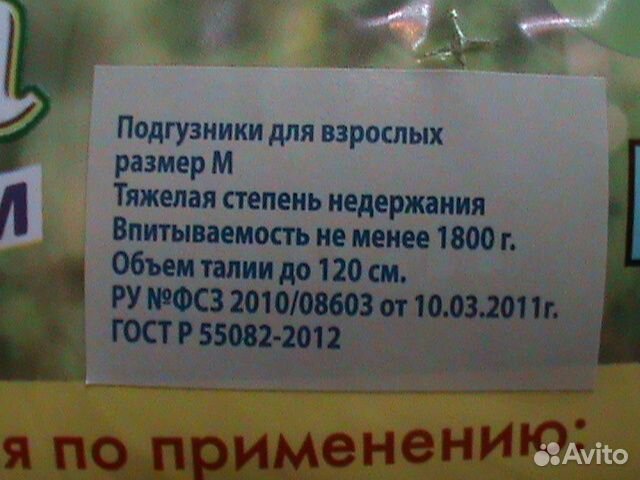 Подгузники для взрослых
размер М
Тяжелая степень недержания
Впитываемость не менее 1800 г.
Объем талии до 120 см.
РУ №ФСЗ 2010/08603 от 10.03.2011г.
ГОСТ Р 55082-2012
я по применению:
Avito